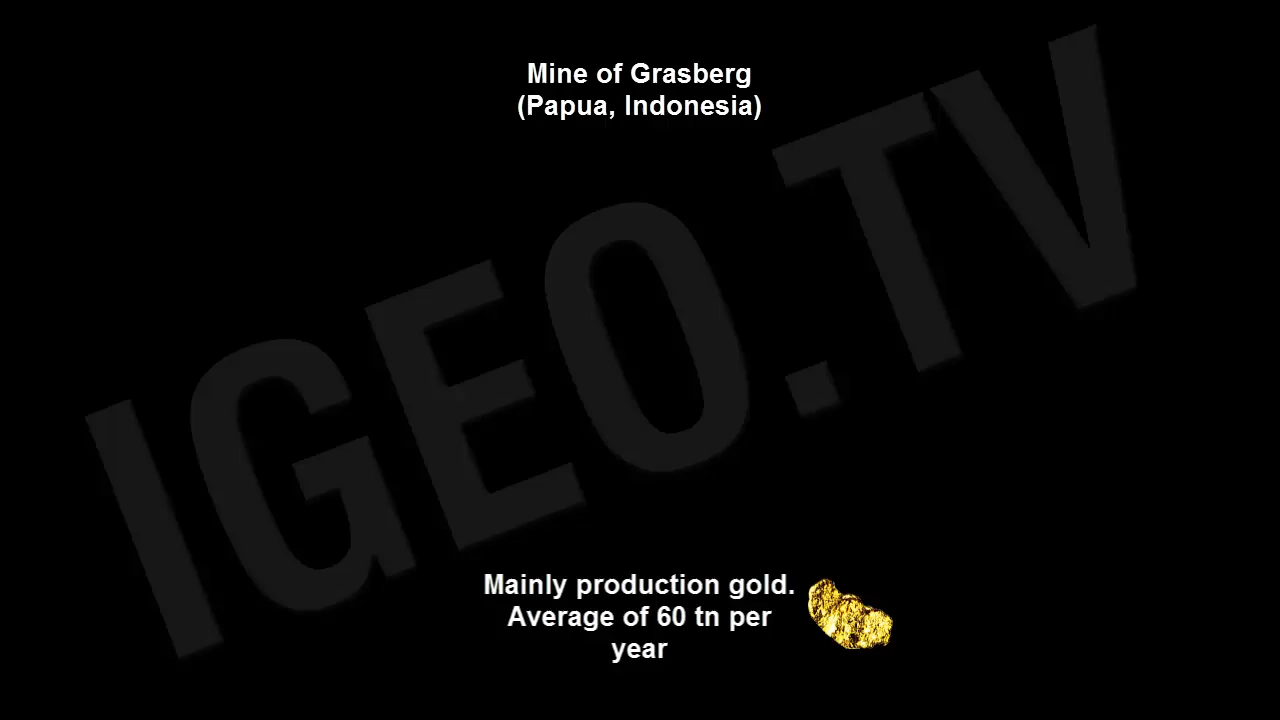 Mine of Grasberg
(Papua, Indonesia)
IGEO.TV
Mainly production gold.
Average of 60 tn per
year